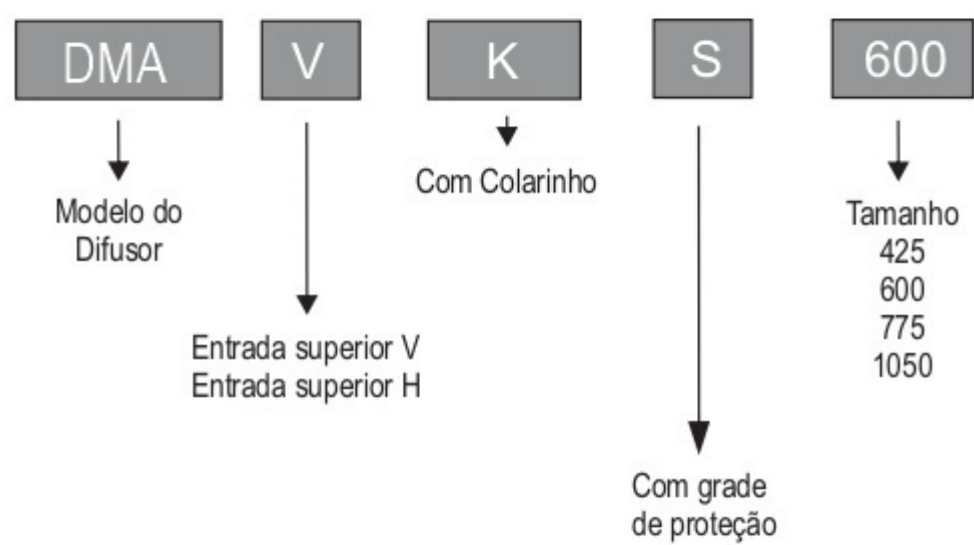 DMA V K S 600
Modelo do
Difusor
Entrada superior V
Entrada superior H
Com Colarinho
Com grade
de proteção
Tamanho
425
600
775
1050